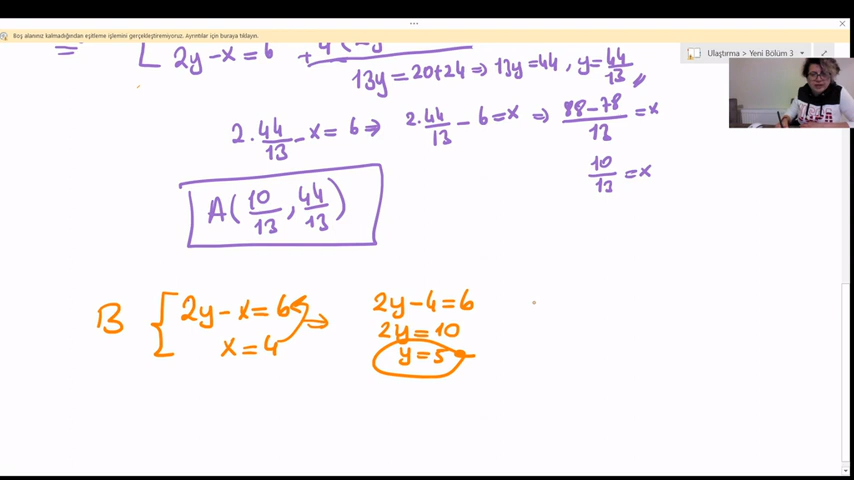 Boş alanınız kalmadığından eşitleme işlemini gerçekleştiremiyoruz. Ayrıntılar için buraya tıklayın.
Ulaştırma > Yeni Bölüm 3
2y-x=6
13y=20+24 => 13y=44, y=44/13
2.44/13-x=6 => 2.44/13-6=x => 88-78/13=x
10/13=x
A(10/13, 44/13)
B { 2y-x=6 => 2y-4=6
x=4 2y=10
y=5